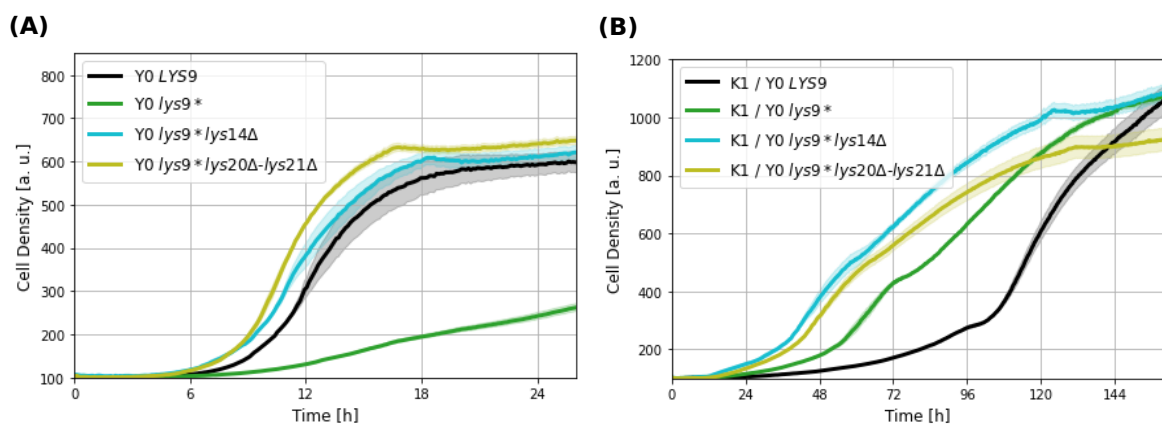 (A)
850
800
700
600
500
400
300
200
100
0
6
12
18
24
Cell Density [a. u.]
Time [h]
Y0 LYS9
Y0 lys9*
Y0 lys9*lys14Δ
Y0 lys9*lys20Δ-lys21Δ
(B)
1200
1000
800
600
400
200
0
24
48
72
96
120
144
Cell Density [a. u.]
Time [h]
K1 / Y0 LYS9
K1 / Y0 lys9*
K1 / Y0 lys9*lys14Δ
K1 / Y0 lys9*lys20Δ-lys21Δ